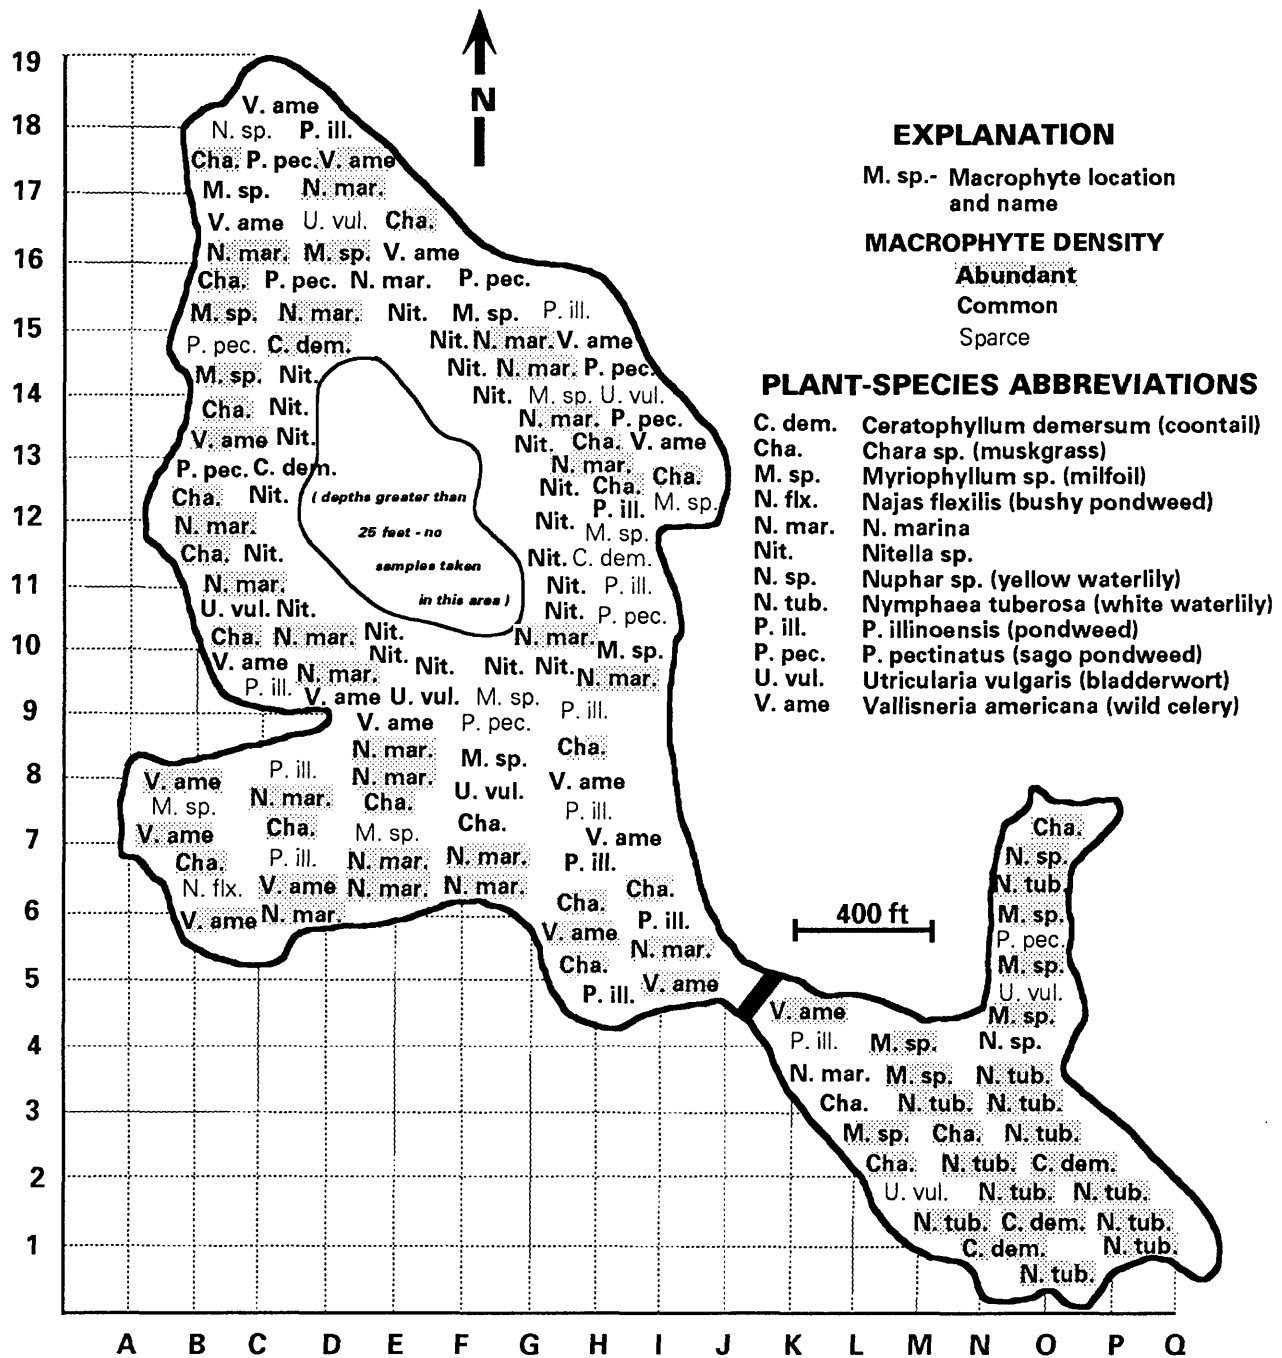 N
19
V. ame
18
N. sp. P. ill.
Cha. P. pec. V. ame
17
M. sp. N. mar.
V. ame U. vul. Cha.
16
N. mar. M. sp. V. ame
Cha. P. pec. N. mar. P. pec.
M. sp. N. mar. Nit. M. sp. P. ill.
15
P. pec. C. dem. Nit. N. mar. V. ame
M. sp. Nit. Nit. N. mar. P. pec.
14
Cha. Nit. Nit. M. sp. U. vul.
N. mar. P. pec.
V. ame Nit. Nit. Cha. V. ame
13
P. pec. C. dem. N. mar. Cha.
Cha. Nit. Nit. Cha. M. sp.
P. ill.
( depths greater than
25 feet - no
samples taken
in this area )
12
N. mar. Nit. M. sp.
Cha. Nit. Nit. C. dem.
11
N. mar. Nit. P. ill.
U. vul. Nit. Nit. P. pec.
10
Cha. N. mar. Nit. N. mar. M. sp.
V. ame N. mar. Nit. Nit. Nit. Nit. N. mar.
P. ill. V. ame U. vul. M. sp. P. ill.
9
V. ame P. pec.
N. mar. M. sp. Cha.
8
V. ame P. ill. N. mar. U. vul. V. ame
M. sp. N. mar. Cha. P. ill.
7
V. ame Cha. M. sp. Cha. V. ame
Cha. P. ill. N. mar. N. mar. P. ill.
N. flx. V. ame N. mar. N. mar. Cha. Cha.
6
V. ame N. mar. V. ame P. ill.
Cha. N. mar.
5
P. ill. V. ame
4
3
2
1
A B C D E F G H I J K L M N O P Q
EXPLANATION
M. sp.- Macrophyte location
and name
MACROPHYTE DENSITY
Abundant
Common
Sparce
PLANT-SPECIES ABBREVIATIONS
C. dem. Ceratophyllum demersum (coontail)
Cha. Chara sp. (muskgrass)
M. sp. Myriophyllum sp. (milfoil)
N. flx. Najas flexilis (bushy pondweed)
N. mar. N. marina
Nit. Nitella sp.
N. sp. Nuphar sp. (yellow waterlily)
N. tub. Nymphaea tuberosa (white waterlily)
P. ill. P. illinoensis (pondweed)
P. pec. P. pectinatus (sago pondweed)
U. vul. Utricularia vulgaris (bladderwort)
V. ame Vallisneria americana (wild celery)
400 ft
Cha.
N. sp.
N. tub.
M. sp.
P. pec.
M. sp.
U. vul.
V. ame M. sp.
P. ill. M. sp. N. sp.
N. mar. M. sp. N. tub.
Cha. N. tub. N. tub.
M. sp. Cha. N. tub.
Cha. N. tub. C. dem.
U. vul. N. tub. N. tub.
N. tub. C. dem. N. tub.
C. dem. N. tub.
N. tub.